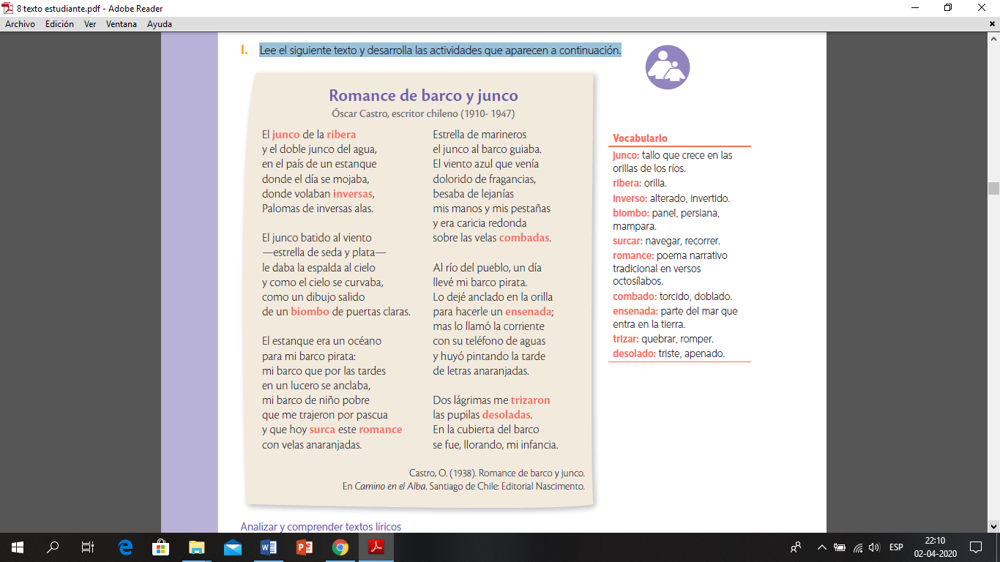 8 texto estudiante.pdf - Adobe Reader
Archivo Edición Ver Ventana Ayuda
I. Lee el siguiente texto y desarrolla las actividades que aparecen a continuación.
Romance de barco y junco
Óscar Castro, escritor chileno (1910- 1947)
El junco de la ribera
y el doble junco del agua,
en el país de un estanque
donde el día se mojaba,
donde volaban inversas,
Palomas de inversas alas.
El junco batido al viento
—estrella de seda y plata—
le daba la espalda al cielo
y como el cielo se curvaba,
como un dibujo salido
de un biombo de puertas claras.
El estanque era un océano
para mi barco pirata:
mi barco que por las tardes
en un lucero se anclaba,
mi barco de niño pobre
que me trajeron por pascua
y que hoy surca este romance
con velas anaranjadas.
Estrella de marineros
el junco al barco guiaba.
El viento azul que venía
dolorido de fragancias,
besaba de lejanías
mis manos y mis pestañas
y era caricia redonda
sobre las velas combadas.
Al río del pueblo, un día
llevé mi barco pirata.
Lo dejé anclado en la orilla
para hacerle un ensenada;
mas lo llamó la corriente
con su teléfono de aguas
y huyó pintando la tarde
de letras anaranjadas.
Dos lágrimas me trizaron
las pupilas desoladas.
En la cubierta del barco
se fue, llorando, mi infancia.
Castro, O. (1938). Romance de barco y junco.
En Camino en el Alba. Santiago de Chile: Editorial Nascimento.
Vocabulario
junco: tallo que crece en las
orillas de los ríos.
ribera: orilla.
inverso: alterado, invertido.
biombo: panel, persiana,
mampara.
surcar: navegar, recorrer.
romance: poema narrativo
tradicional en versos
octosílabos.
combado: torcido, doblado.
ensenada: parte del mar que
entra en la tierra.
trizar: quebrar, romper.
desolado: triste, apenado.
Analizar y comprender textos líricos
ESP
22:10
02-04-2020